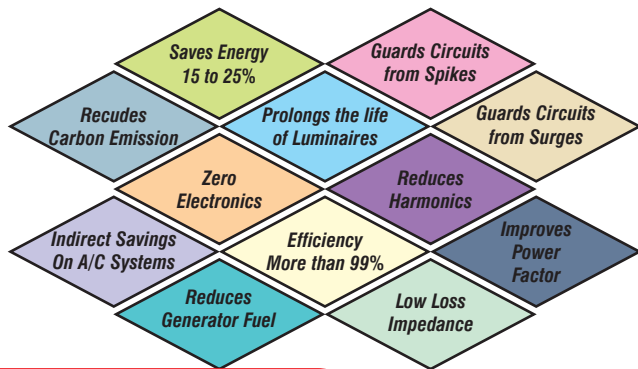 Saves Energy
15 to 25%
Guards Circuits
from Spikes
Recudes
Carbon Emission
Prolongs the life
of Luminaires
Guards Circuits
from Surges
Zero
Electronics
Reduces
Harmonics
Indirect Savings
On A/C Systems
Efficiency
More than 99%
Improves
Power
Factor
Reduces
Generator Fuel
Low Loss
Impedance